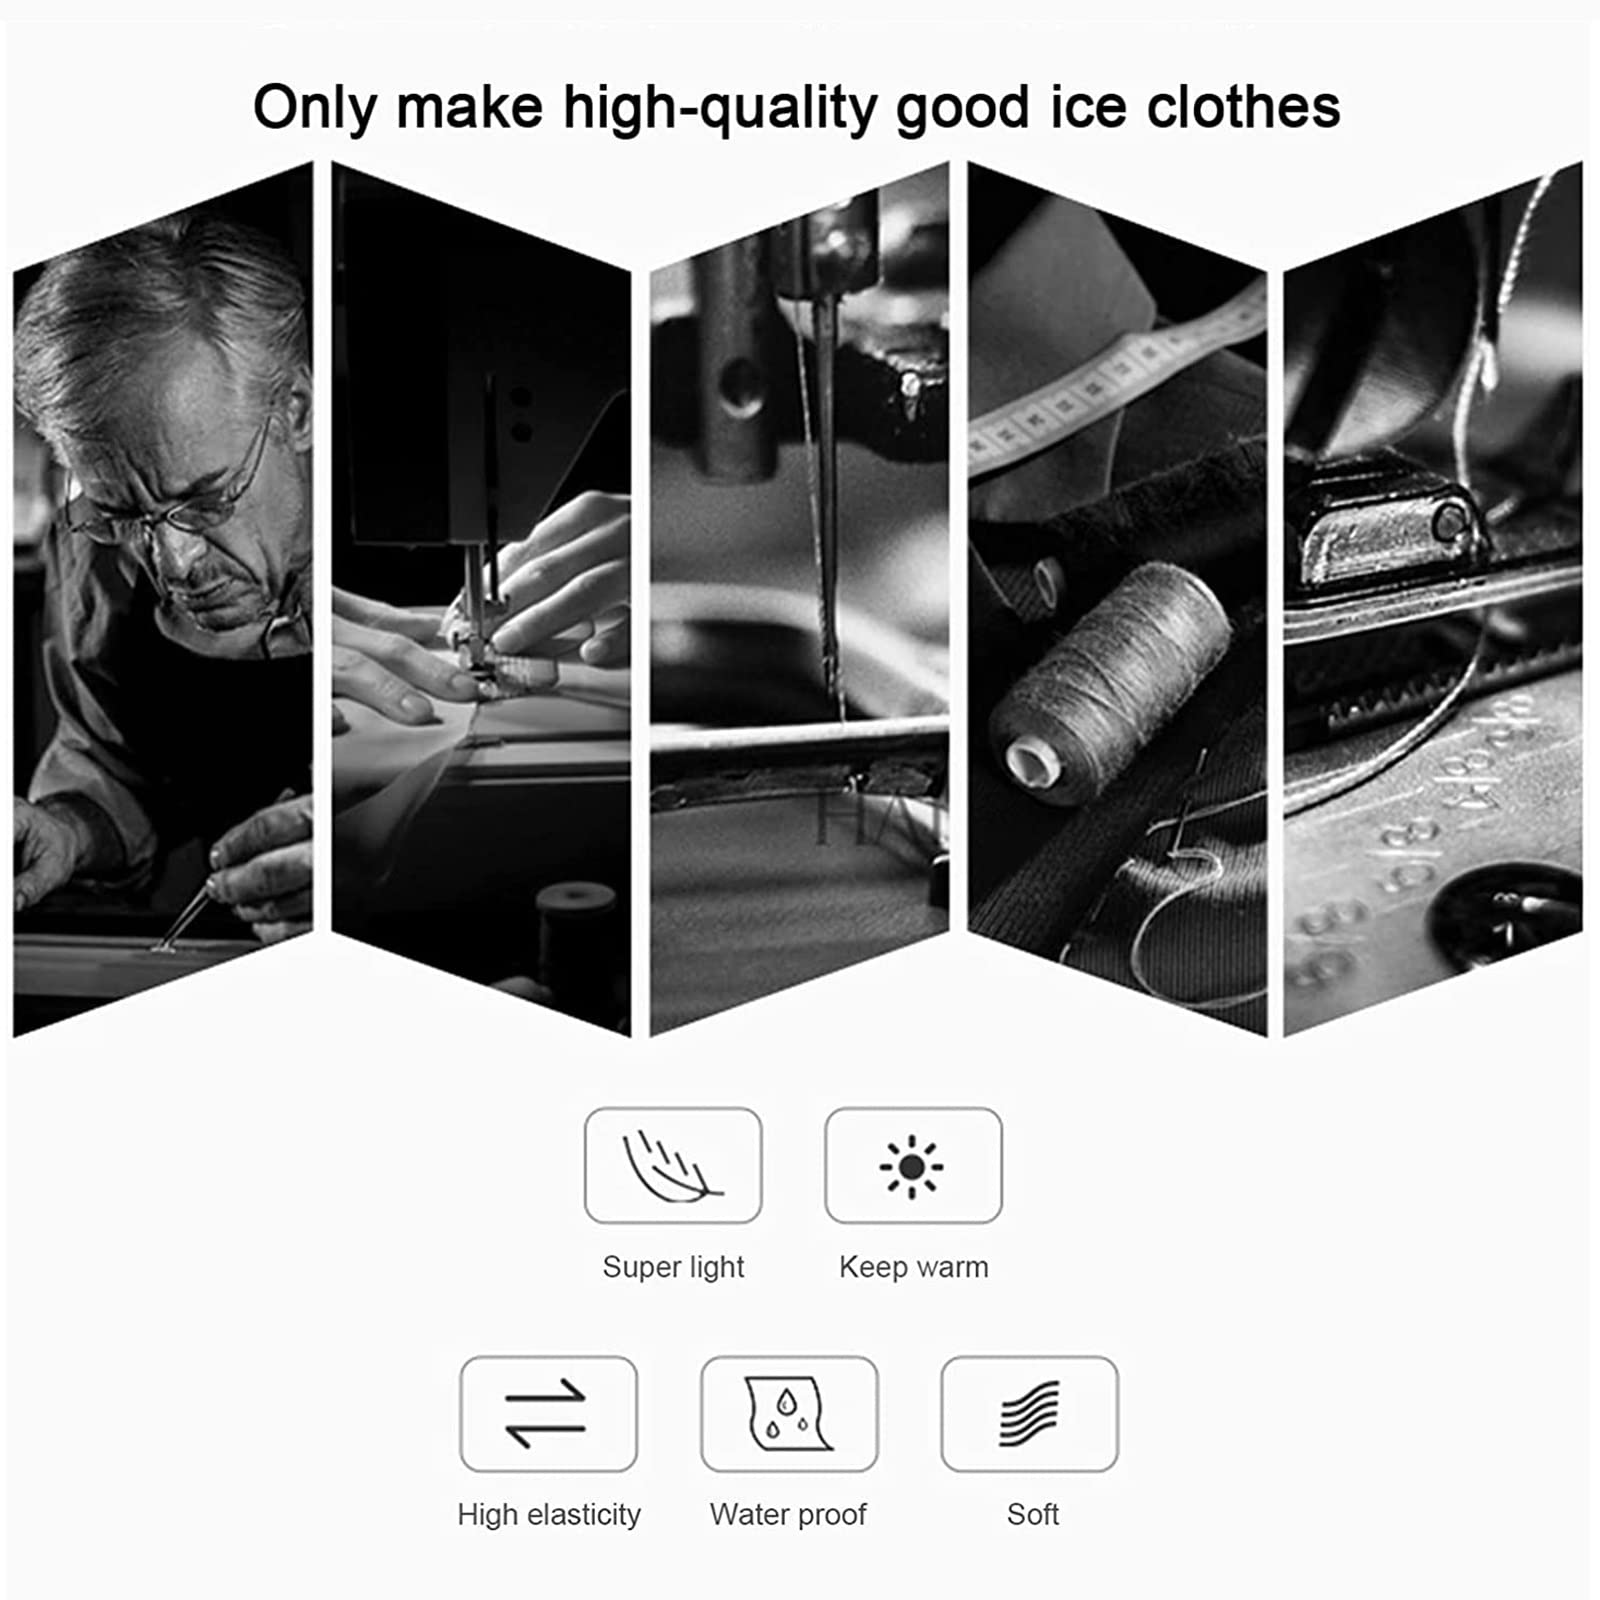 Only make high-quality good ice clothes
Super light
Keep warm
High elasticity
Water proof
Soft